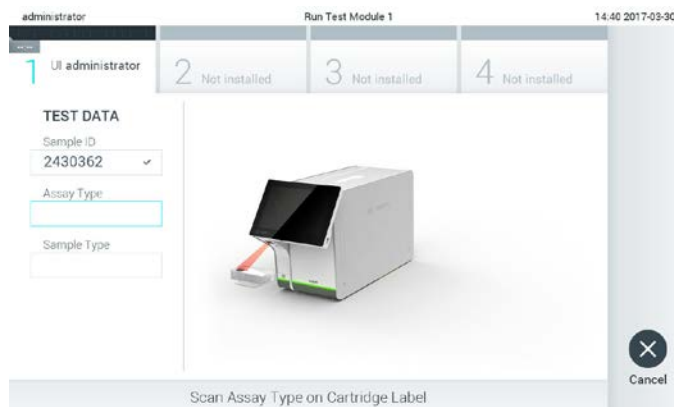 administrator Run Test Module 1 14:40 2017-03-30
--:--
1 UI administrator 2 Not installed 3 Not installed 4 Not installed
TEST DATA
Sample ID
2430362
Assay Type
Sample Type
Cancel
Scan Assay Type on Cartridge Label